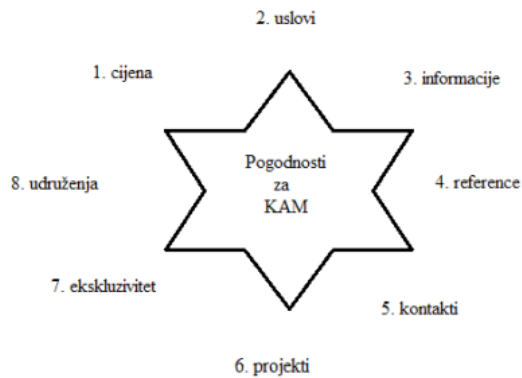 2. uslovi
1. cijena
3. informacije
Pogodnosti
za
KAM
8. udruženja
4. reference
7. ekskluzivitet
5. kontakti
6. projekti